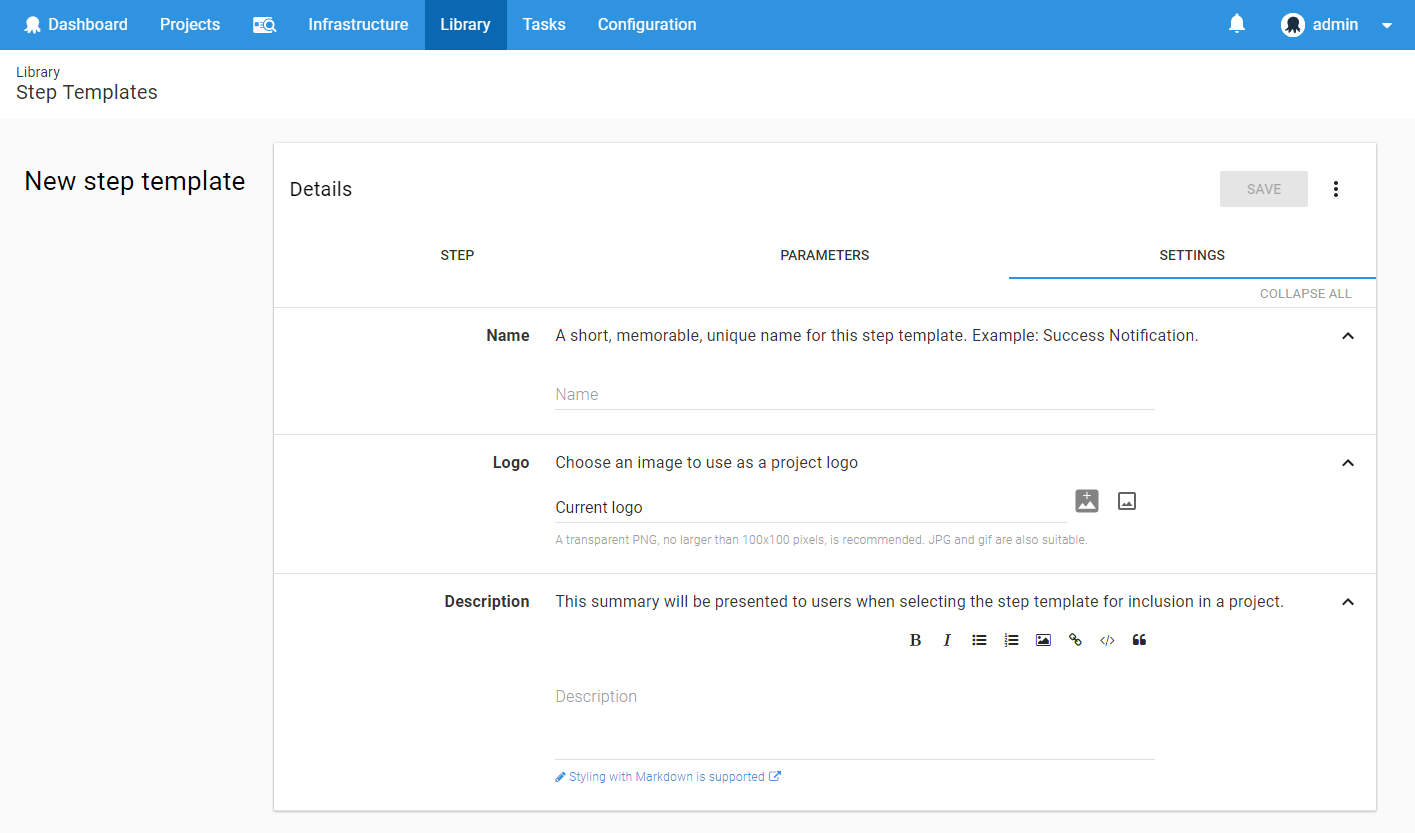 Dashboard Projects Infrastructure Library Tasks Configuration admin
Library
Step Templates
New step template
Details
SAVE
STEP PARAMETERS SETTINGS
COLLAPSE ALL
Name A short, memorable, unique name for this step template. Example: Success Notification.
Name
Logo Choose an image to use as a project logo
Current logo
A transparent PNG, no larger than 100x100 pixels, is recommended. JPG and gif are also suitable.
Description This summary will be presented to users when selecting the step template for inclusion in a project.
B I
Description
Styling with Markdown is supported